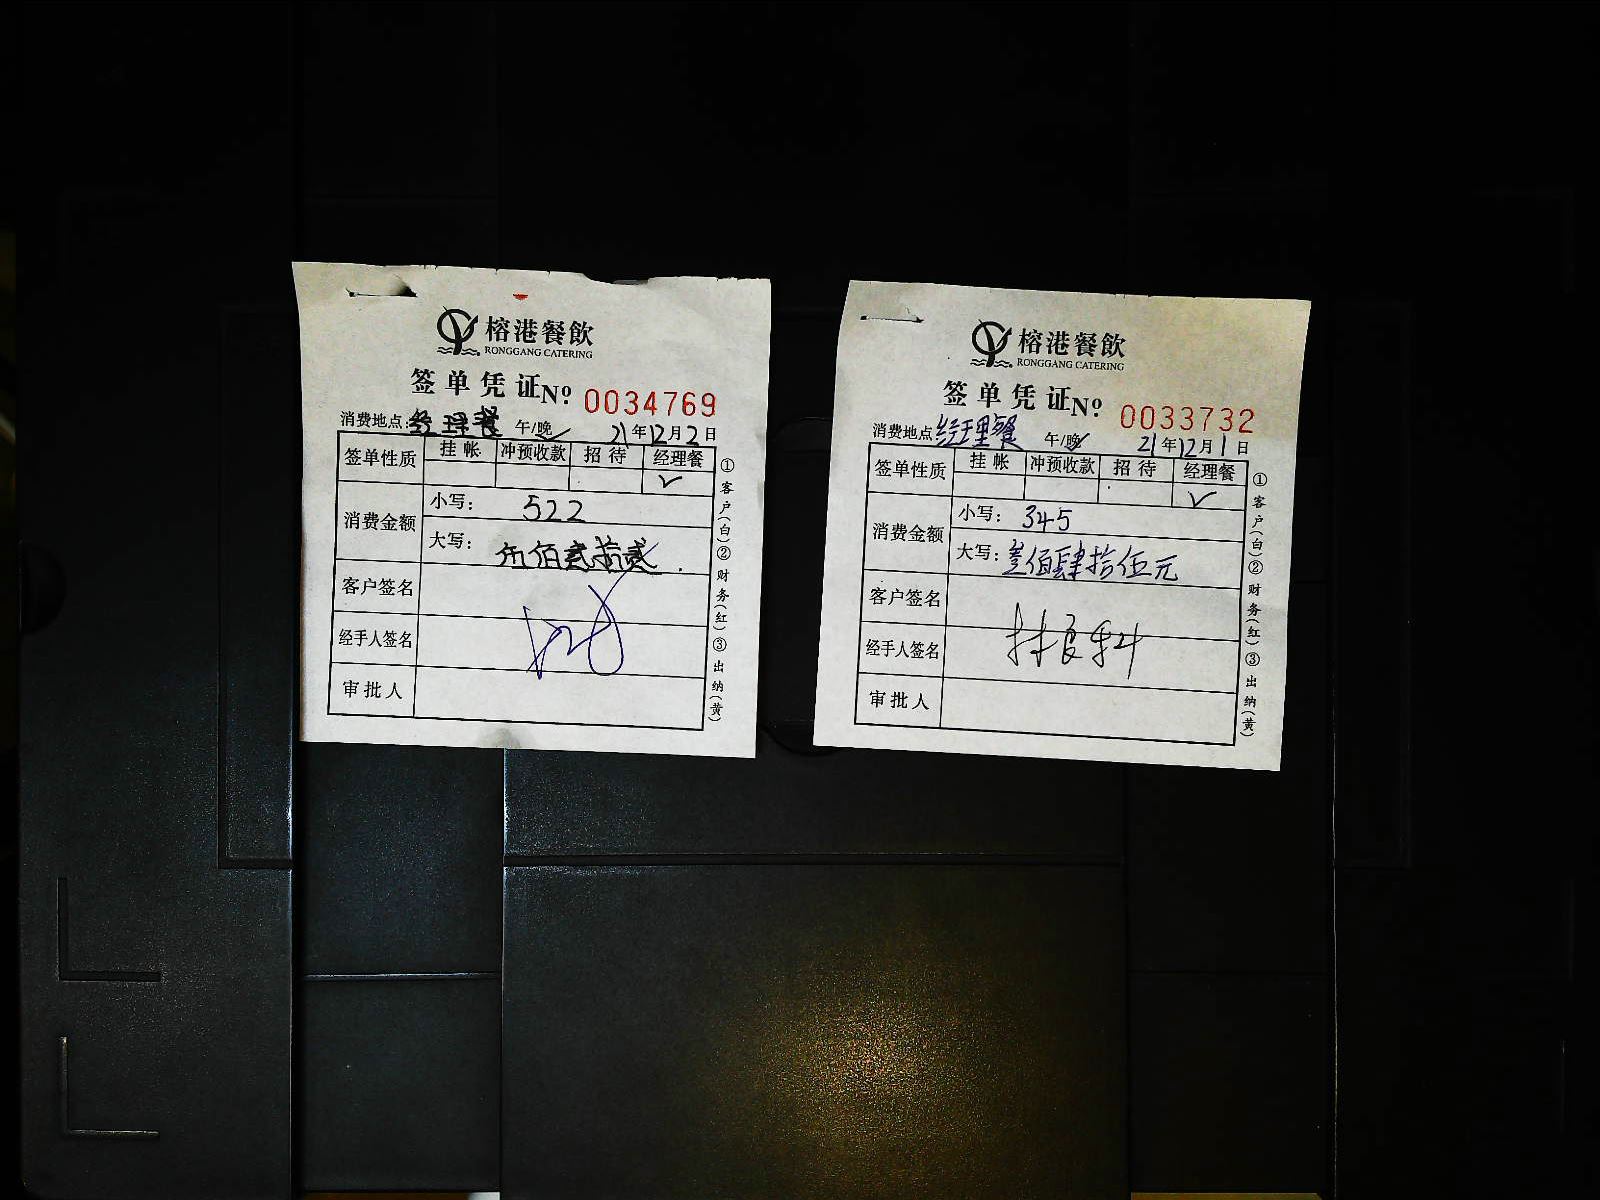 榕港餐飲
RONGGANG CATERING
签单凭证 Nº 0034769
消费地点：经理餐 午/晚✓ 21年12月2日
签单性质 挂帐 冲预收款 招待 经理餐
✓
消费金额
小写： 522
大写： 伍佰贰拾贰
客户签名
经手人签名
审批人
①客户(白)②财务(红)③出纳(黄)
榕港餐飲
RONGGANG CATERING
签单凭证 Nº 0033732
消费地点 经理餐 午/晚✓ 21年12月1日
签单性质 挂帐 冲预收款 招待 经理餐
✓
消费金额
小写： 345
大写： 叁佰肆拾伍元
客户签名
经手人签名 林良科
审批人
①客户(白)②财务(红)③出纳(黄)